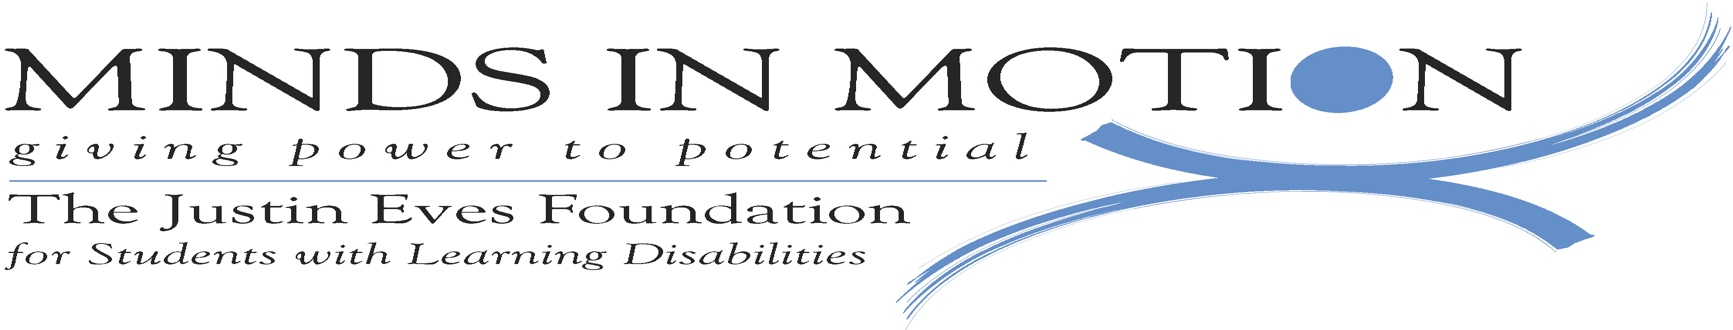 MINDS IN MOTION
giving power to potential
The Justin Eves Foundation
for Students with Learning Disabilities